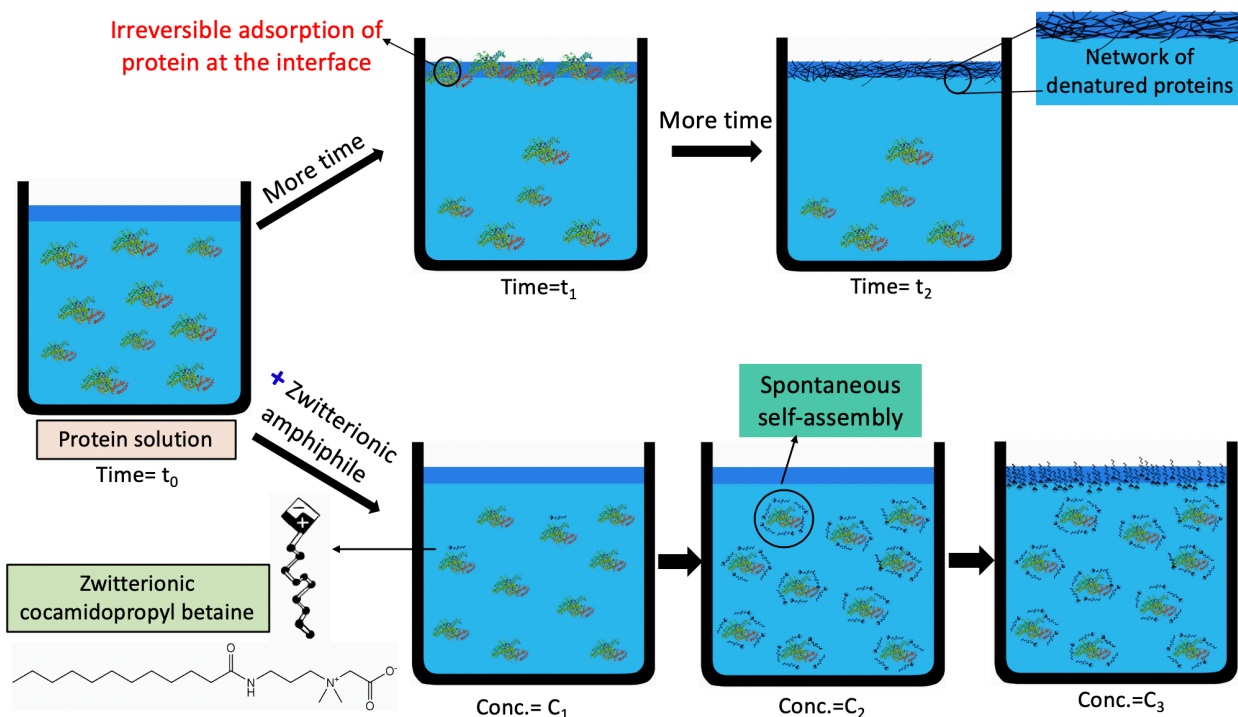 Irreversible adsorption of
protein at the interface
Network of
denatured proteins
More time
More time
Time=t₁
Time= t₂
Protein solution
Time= t₀
+ Zwitterionic
amphiphile
Spontaneous
self-assembly
Zwitterionic
cocamidopropyl betaine
− +
O
N
H
N⁺
O
O⁻
Conc.= C₁
Conc.=C₂
Conc.=C₃